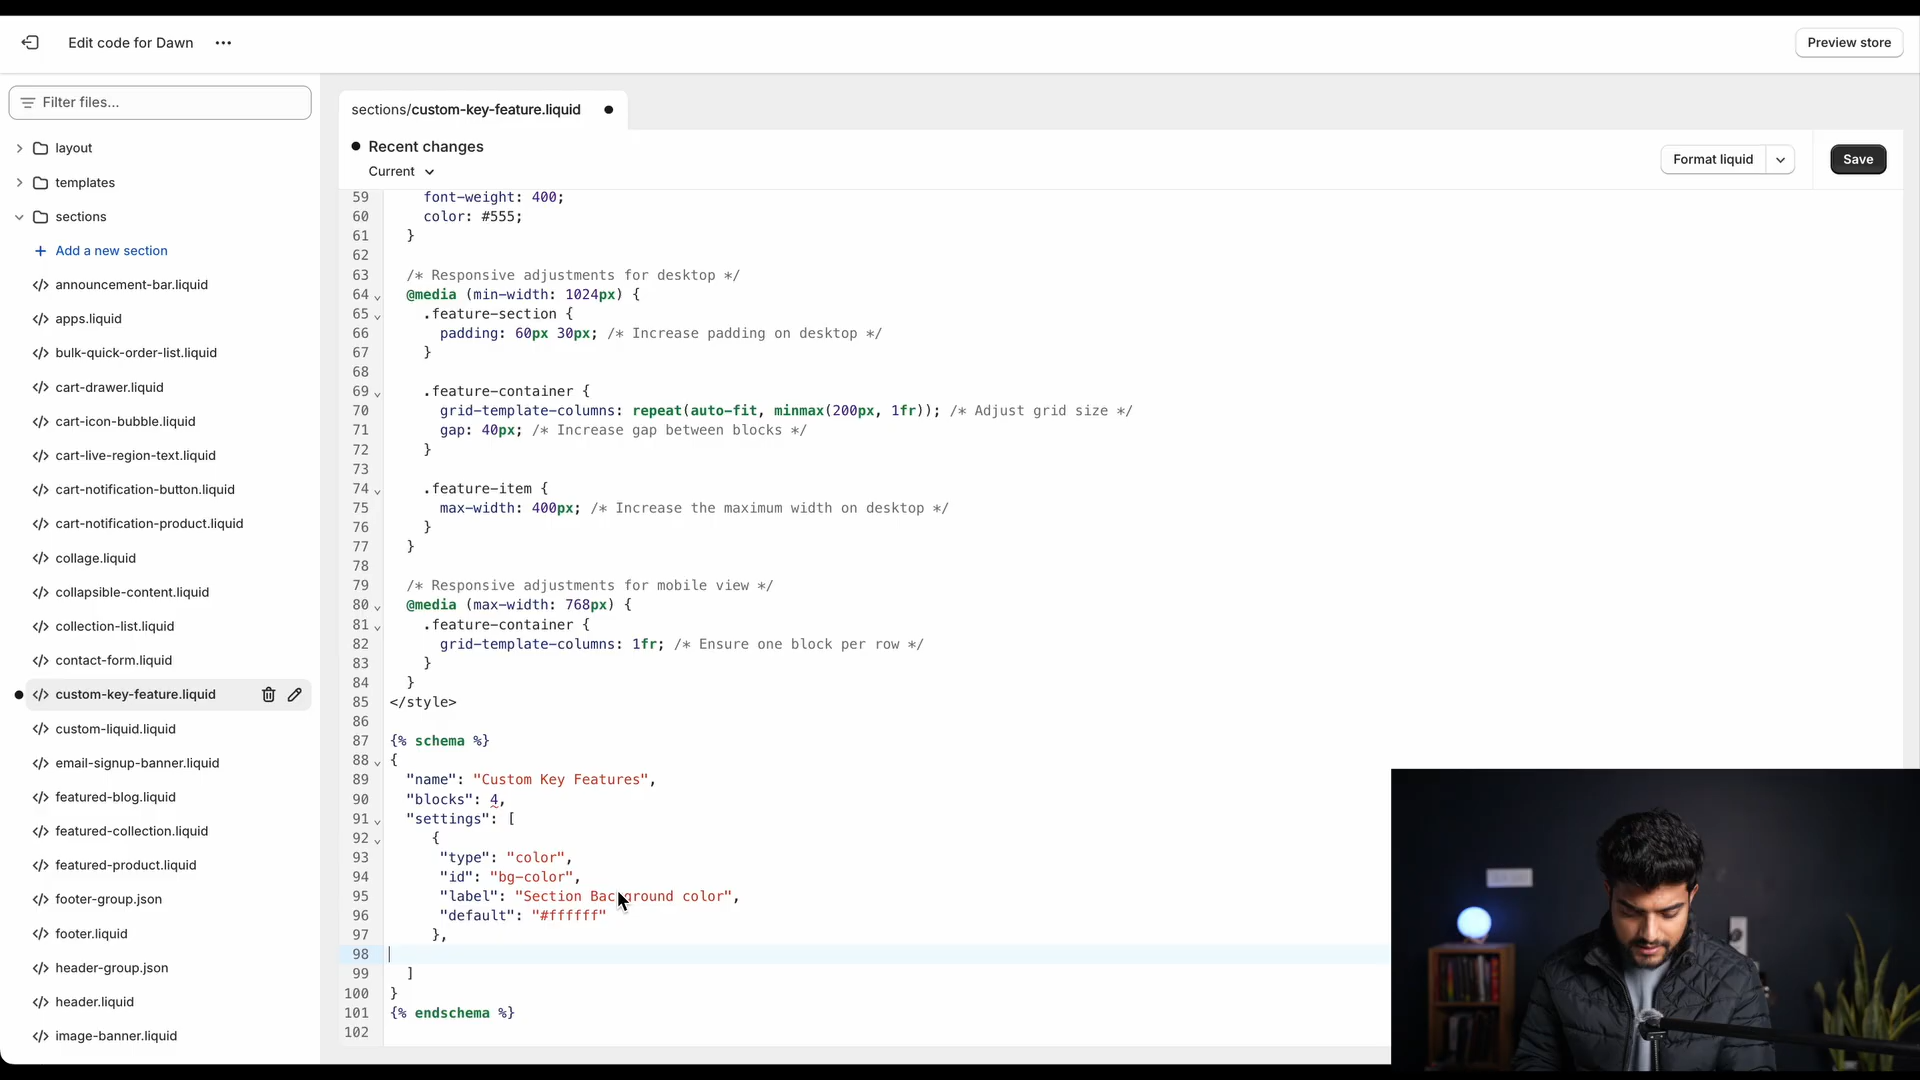 Edit code for Dawn
Preview store
Filter files...
layout
templates
sections
Add a new section
announcement-bar.liquid
apps.liquid
bulk-quick-order-list.liquid
cart-drawer.liquid
cart-icon-bubble.liquid
cart-live-region-text.liquid
cart-notification-button.liquid
cart-notification-product.liquid
collage.liquid
collapsible-content.liquid
collection-list.liquid
contact-form.liquid
custom-key-feature.liquid
custom-liquid.liquid
email-signup-banner.liquid
featured-blog.liquid
featured-collection.liquid
featured-product.liquid
footer-group.json
footer.liquid
header-group.json
header.liquid
image-banner.liquid
sections/custom-key-feature.liquid
Recent changes
Current
Format liquid
Save
59 font-weight: 400;
60 color: #555;
61 }
62
63 /* Responsive adjustments for desktop */
64 @media (min-width: 1024px) {
65 .feature-section {
66 padding: 60px 30px; /* Increase padding on desktop */
67 }
68
69 .feature-container {
70 grid-template-columns: repeat(auto-fit, minmax(200px, 1fr)); /* Adjust grid size */
71 gap: 40px; /* Increase gap between blocks */
72 }
73
74 .feature-item {
75 max-width: 400px; /* Increase the maximum width on desktop */
76 }
77 }
78
79 /* Responsive adjustments for mobile view */
80 @media (max-width: 768px) {
81 .feature-container {
82 grid-template-columns: 1fr; /* Ensure one block per row */
83 }
84 }
85 </style>
86
87 {% schema %}
88 {
89 "name": "Custom Key Features",
90 "blocks": 4,
91 "settings": [
92 {
93 "type": "color",
94 "id": "bg-color",
95 "label": "Section Background color",
96 "default": "#ffffff"
97 },
98
99 ]
100 }
101 {% endschema %}
102